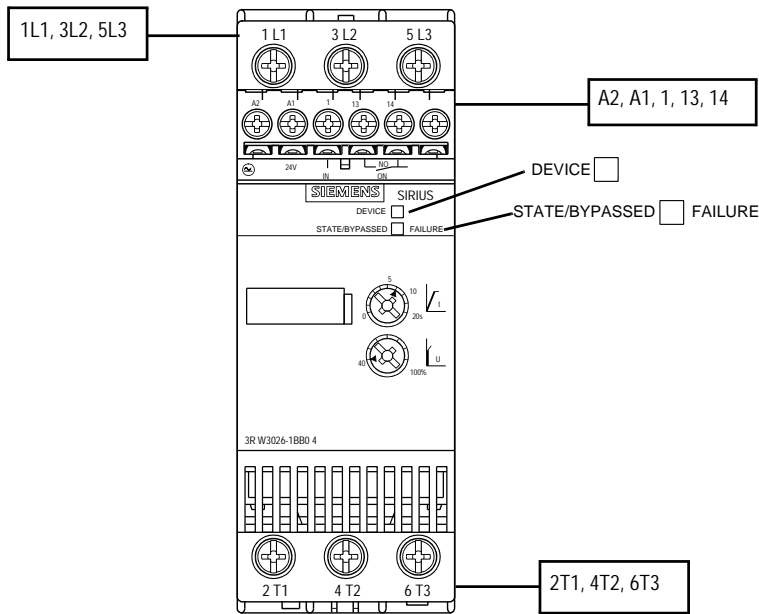 1L1, 3L2, 5L3
1 L1 3 L2 5 L3
A2, A1, 1, 13, 14
A2 A1 1 13 14
24V NO
IN ON
DEVICE
SIEMENS SIRIUS
DEVICE
STATE/BYPASSED FAILURE
STATE/BYPASSED FAILURE
5
10
0 20s
t
40
100%
U
3R W3026-1BB0 4
2 T1 4 T2 6 T3
2T1, 4T2, 6T3